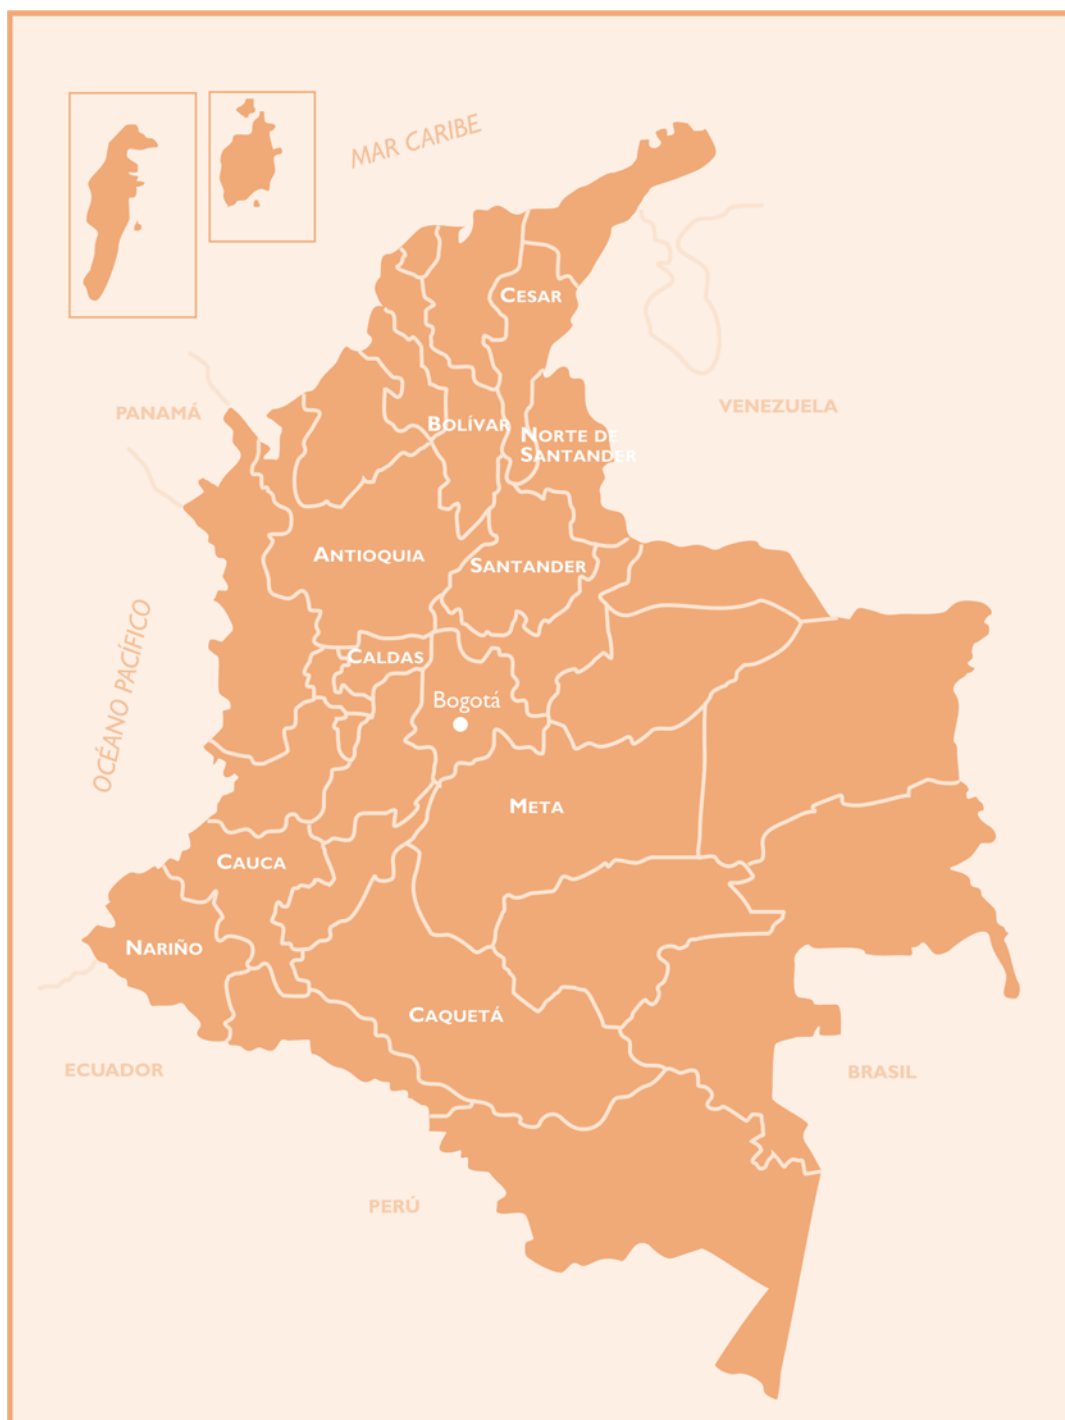 MAR CARIBE
CESAR
PANAMÁ
VENEZUELA
BOLÍVAR
NORTE DE
SANTANDER
ANTIOQUIA
SANTANDER
OCÉANO PACÍFICO
CALDAS
Bogotá
META
CAUCA
NARIÑO
CAQUETÁ
ECUADOR
BRASIL
PERÚ